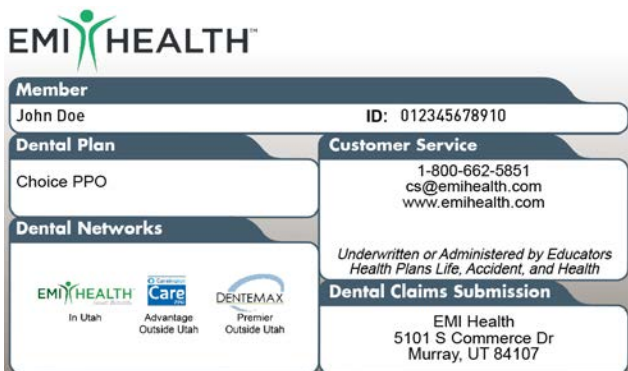 EMI HEALTH™
Member
John Doe ID: 012345678910
Dental Plan
Choice PPO
Dental Networks
EMI HEALTH
In Utah
Care
Advantage
Outside Utah
DENTEMAX
Premier
Outside Utah
Customer Service
1-800-662-5851
cs@emihealth.com
www.emihealth.com
Underwritten or Administered by Educators
Health Plans Life, Accident, and Health
Dental Claims Submission
EMI Health
5101 S Commerce Dr
Murray, UT 84107